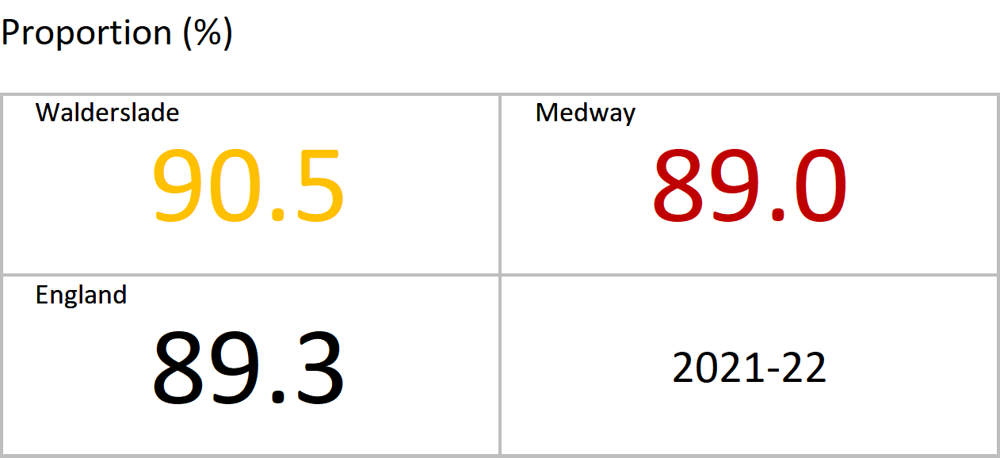 Proportion (%)
Walderslade
90.5
Medway
89.0
England
89.3
2021-22